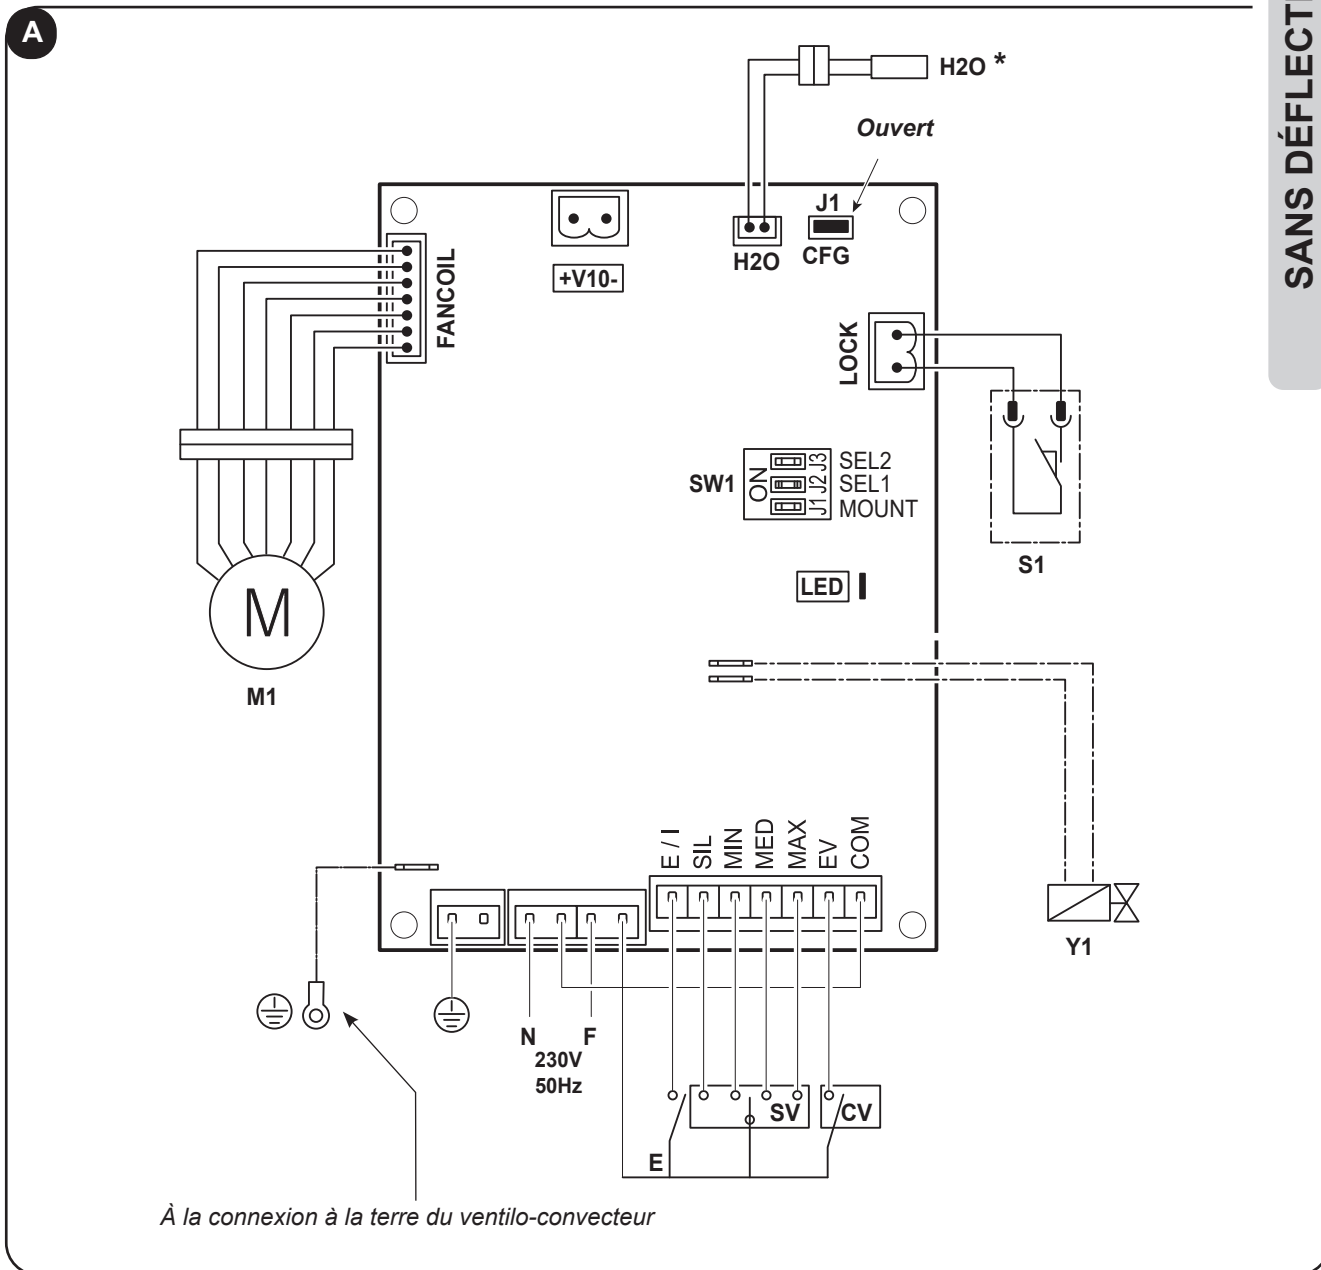 A
SANS DÉFLECT
H2O *
Ouvert
J1
H2O
CFG
+V10-
FANCOIL
LOCK
SW1
ON
J3
SEL2
J2
SEL1
J1
MOUNT
S1
LED
M
M1
E / I
SIL
MIN
MED
MAX
EV
COM
Y1
N
F
230V
50Hz
SV
CV
E
À la connexion à la terre du ventilo-convecteur